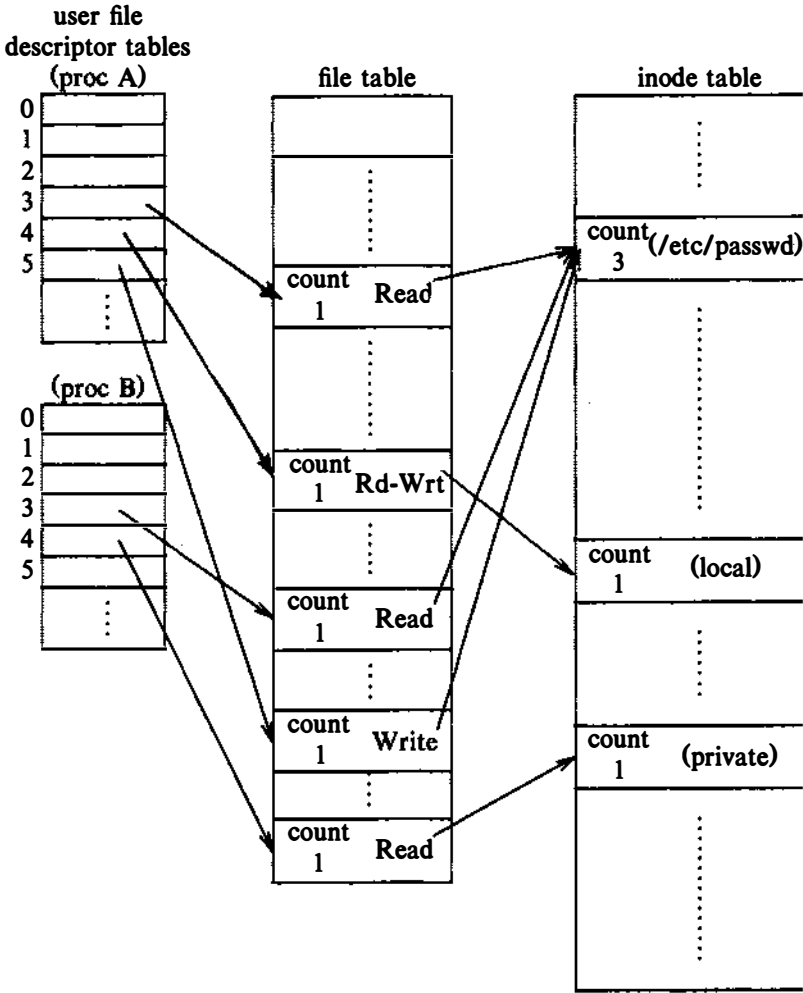 user file
descriptor tables
(proc A)
0
1
2
3
4
5
(proc B)
0
1
2
3
4
5
file table
count
1 Read
count
1 Rd-Wrt
count
1 Read
count
1 Write
count
1 Read
inode table
count (/etc/passwd)
3
count (local)
1
count (private)
1